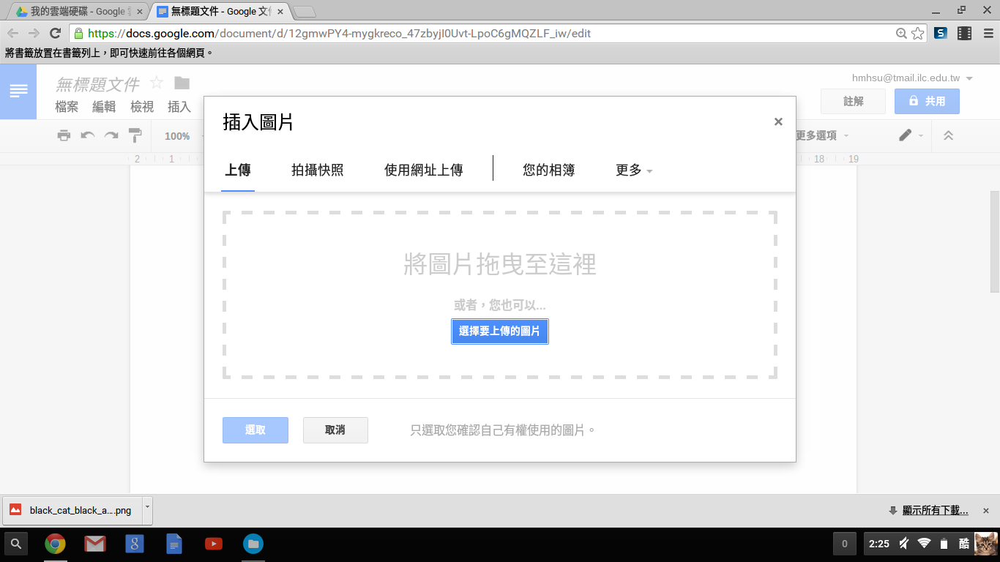 我的雲端硬碟 - Google
無標題文件 - Google 文
https://docs.google.com/document/d/12gmwPY4-mygkreco_47zbyjI0Uvt-LpoC6gMQZLF_iw/edit
將書籤放置在書籤列上，即可快速前往各個網頁。
無標題文件
hmhsu@tmail.ilc.edu.tw
檔案 編輯 檢視 插入
註解 共用
100%
更多選項
2 1 18 19
插入圖片
上傳 拍攝快照 使用網址上傳 您的相簿 更多
將圖片拖曳至這裡
或者，您也可以...
選擇要上傳的圖片
選取 取消 只選取您確認自己有權使用的圖片。
black_cat_black_a....png
顯示所有下載...
0 2:25 酷